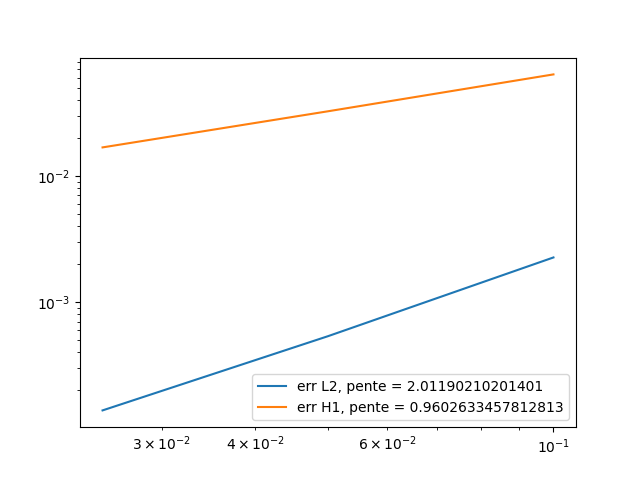 10⁻²
10⁻³
3 × 10⁻²
4 × 10⁻²
6 × 10⁻²
10⁻¹
err L2, pente = 2.01190210201401
err H1, pente = 0.9602633457812813